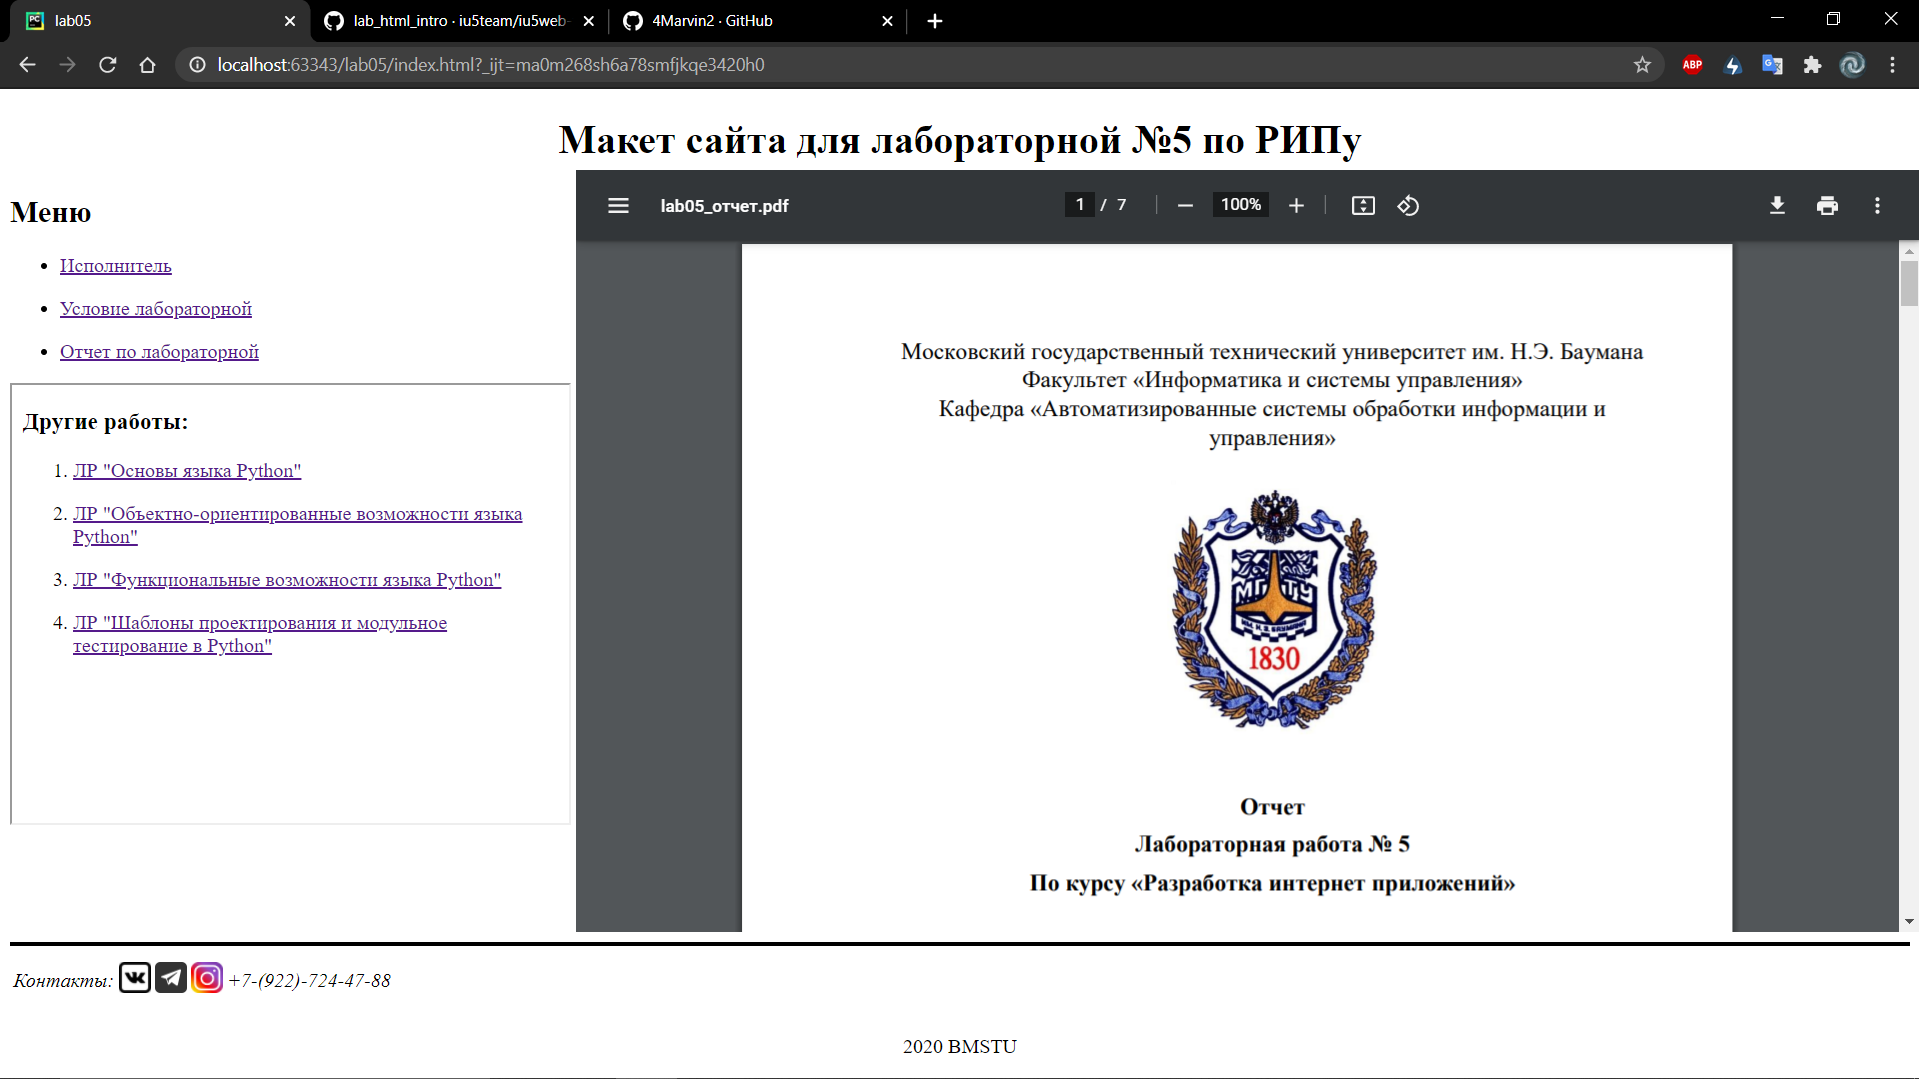 lab05
lab_html_intro · iu5team/iu5web-
4Marvin2 · GitHub
localhost:63343/lab05/index.html?_ijt=ma0m268sh6a78smfjkqe3420h0
ABP
Макет сайта для лабораторной №5 по РИПу
Меню
Исполнитель
Условие лабораторной
Отчет по лабораторной
Другие работы:
1. ЛР "Основы языка Python"
2. ЛР "Объектно-ориентированные возможности языка
Python"
3. ЛР "Функциональные возможности языка Python"
4. ЛР "Шаблоны проектирования и модульное
тестирование в Python"
lab05_отчет.pdf
1 / 7
100%
Московский государственный технический университет им. Н.Э. Баумана
Факультет «Информатика и системы управления»
Кафедра «Автоматизированные системы обработки информации и
управления»
МГТУ
ИМ. Н.Э. БАУМАНА
1830
Отчет
Лабораторная работа № 5
По курсу «Разработка интернет приложений»
Контакты: +7-(922)-724-47-88
2020 BMSTU